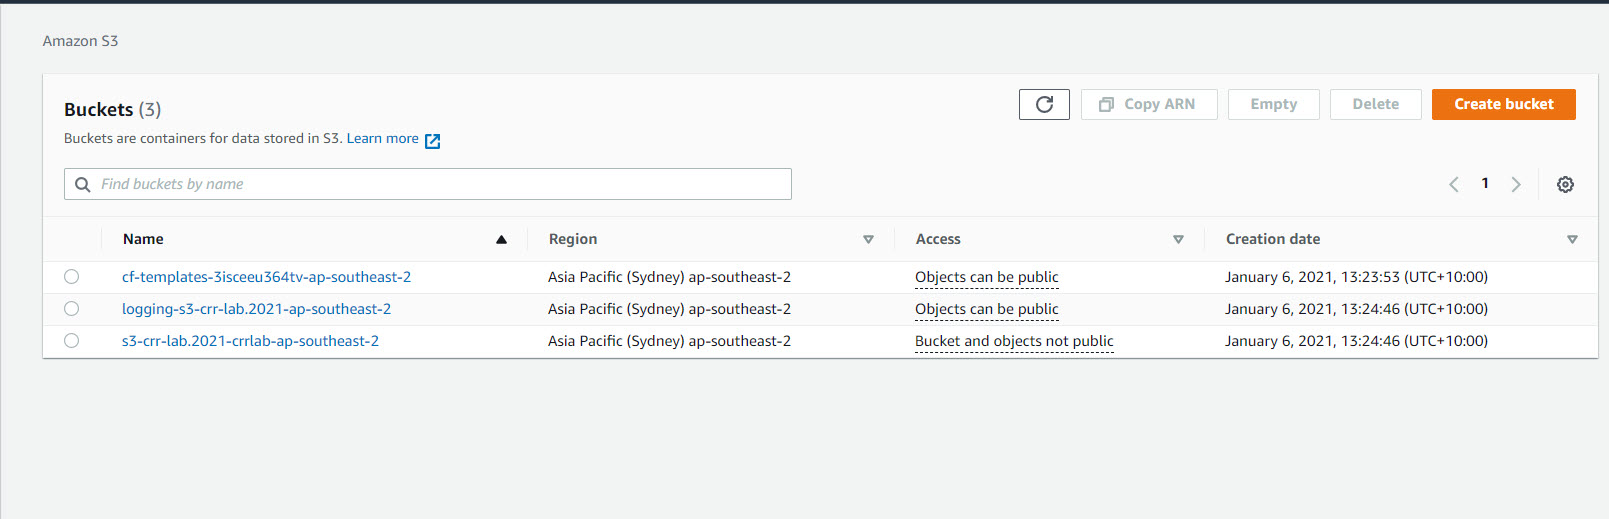 Amazon S3
Buckets (3)
Copy ARN
Empty
Delete
Create bucket
Buckets are containers for data stored in S3. Learn more
Find buckets by name
1
Name Region Access Creation date
cf-templates-3isceeu364tv-ap-southeast-2 Asia Pacific (Sydney) ap-southeast-2 Objects can be public January 6, 2021, 13:23:53 (UTC+10:00)
logging-s3-crr-lab.2021-ap-southeast-2 Asia Pacific (Sydney) ap-southeast-2 Objects can be public January 6, 2021, 13:24:46 (UTC+10:00)
s3-crr-lab.2021-crrlab-ap-southeast-2 Asia Pacific (Sydney) ap-southeast-2 Bucket and objects not public January 6, 2021, 13:24:46 (UTC+10:00)